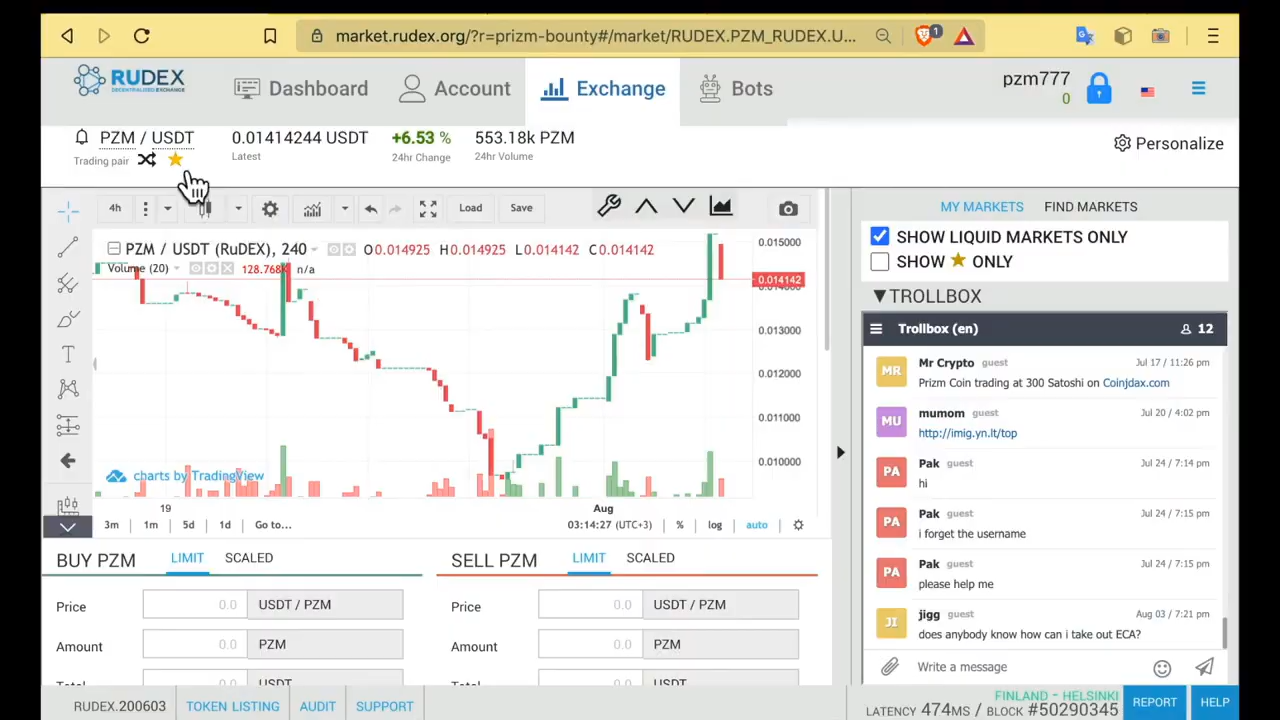 market.rudex.org/?r=prizm-bounty#/market/RUDEX.PZM_RUDEX.U...
1
RUDEX
DECENTRALISED EXCHANGE
Dashboard
Account
Exchange
Bots
pzm777
0
PZM / USDT
Trading pair
0.01414244 USDT
Latest
+6.53 %
24hr Change
553.18k PZM
24hr Volume
Personalize
4h
Load
Save
PZM / USDT (RuDEX), 240
O0.014925 H0.014925 L0.014142 C0.014142
Volume (20)
128.768K n/a
0.015000
0.014142
0.013000
0.012000
0.011000
0.010000
charts by TradingView
19
Aug
3m
1m
5d
1d
Go to...
03:14:27 (UTC+3)
%
log
auto
BUY PZM
LIMIT
SCALED
Price
0.0
USDT / PZM
Amount
0.0
PZM
SELL PZM
LIMIT
SCALED
Price
0.0
USDT / PZM
Amount
0.0
PZM
MY MARKETS
FIND MARKETS
SHOW LIQUID MARKETS ONLY
SHOW ONLY
▼TROLLBOX
Trollbox (en)
12
MR
Mr Crypto guest
Jul 17 / 11:26 pm
Prizm Coin trading at 300 Satoshi on Coinjdax.com
MU
mumom guest
Jul 20 / 4:02 pm
http://imig.yn.lt/top
PA
Pak guest
Jul 24 / 7:14 pm
hi
PA
Pak guest
Jul 24 / 7:15 pm
i forget the username
PA
Pak guest
Jul 24 / 7:15 pm
please help me
JI
jigg guest
Aug 03 / 7:21 pm
does anybody know how can i take out ECA?
Write a message
RUDEX.200603
TOKEN LISTING
AUDIT
SUPPORT
FINLAND - HELSINKI
LATENCY 474MS / BLOCK #50290345
REPORT
HELP